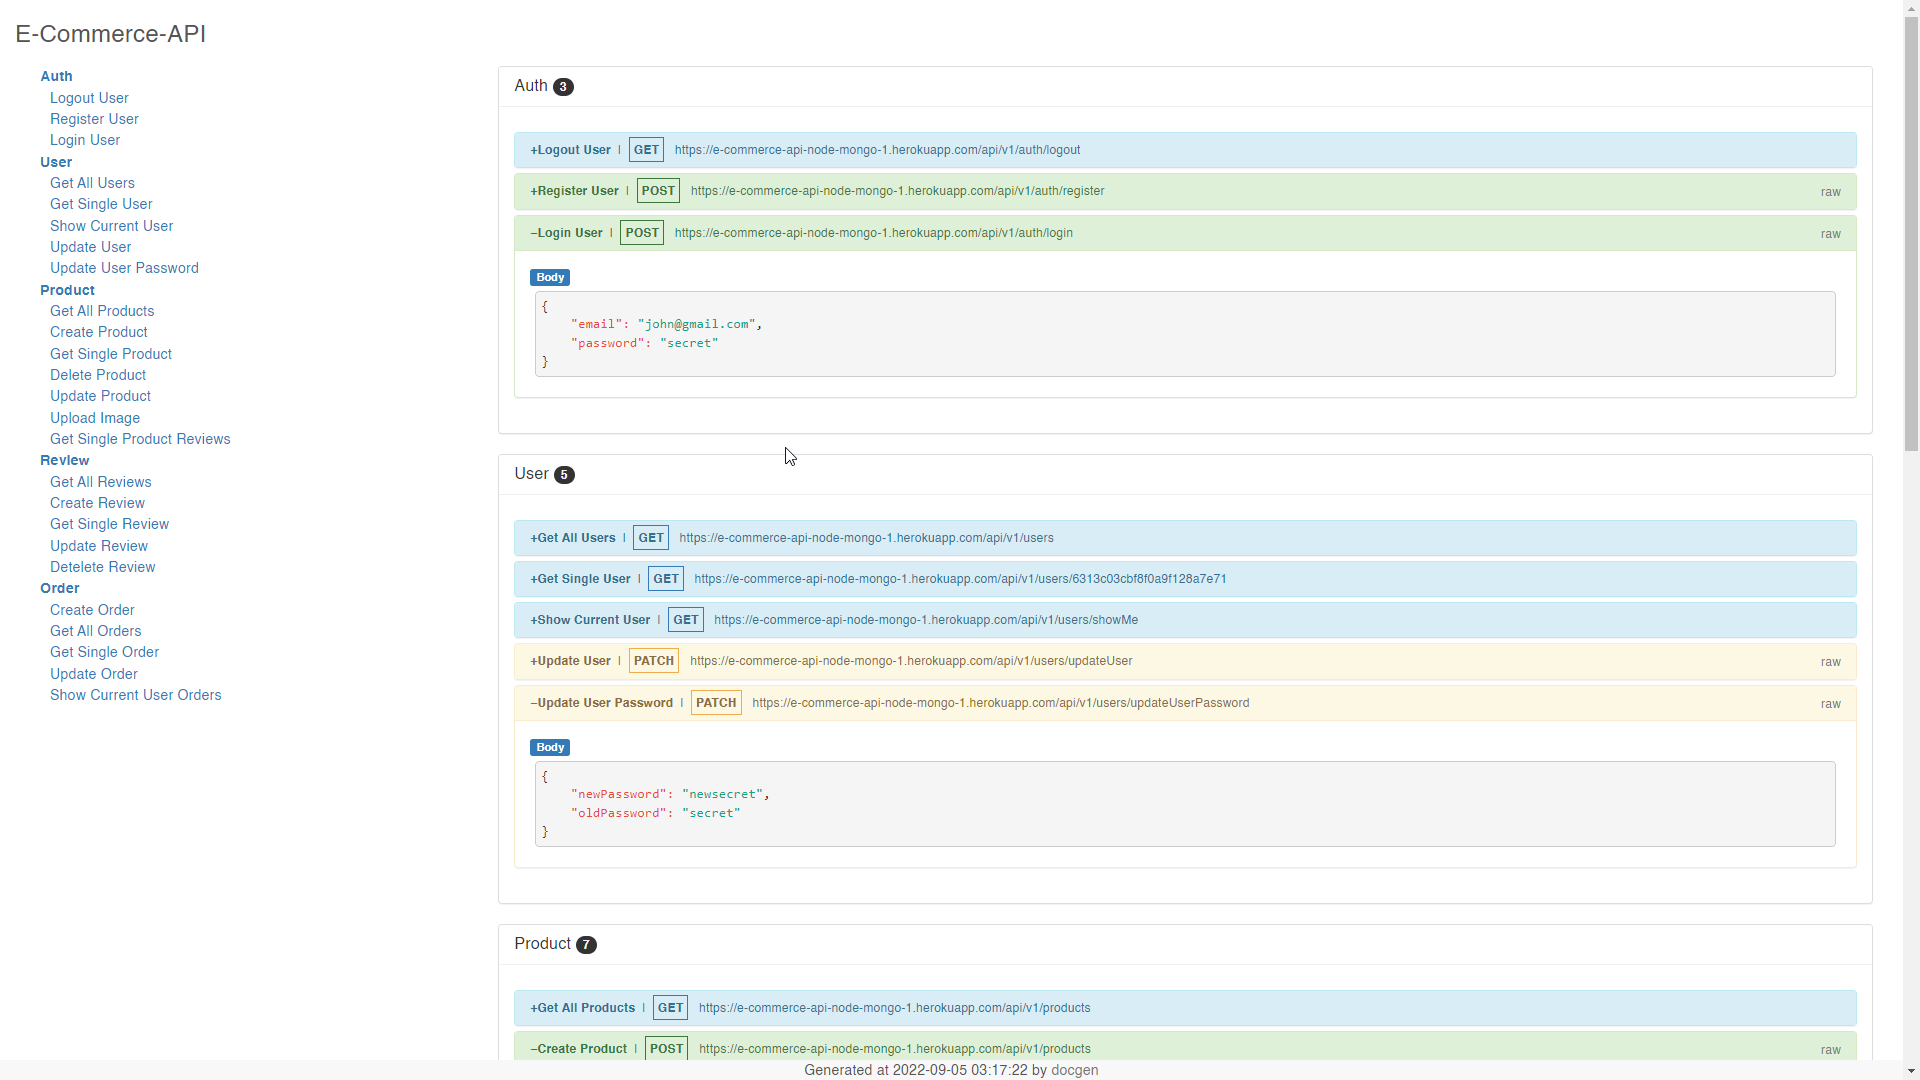 E-Commerce-API
Auth
Logout User
Register User
Login User
User
Get All Users
Get Single User
Show Current User
Update User
Update User Password
Product
Get All Products
Create Product
Get Single Product
Delete Product
Update Product
Upload Image
Get Single Product Reviews
Review
Get All Reviews
Create Review
Get Single Review
Update Review
Detelete Review
Order
Create Order
Get All Orders
Get Single Order
Update Order
Show Current User Orders
Auth 3
+Logout User | GET https://e-commerce-api-node-mongo-1.herokuapp.com/api/v1/auth/logout
+Register User | POST https://e-commerce-api-node-mongo-1.herokuapp.com/api/v1/auth/register raw
–Login User | POST https://e-commerce-api-node-mongo-1.herokuapp.com/api/v1/auth/login raw
Body
{
"email": "john@gmail.com",
"password": "secret"
}
User 5
+Get All Users | GET https://e-commerce-api-node-mongo-1.herokuapp.com/api/v1/users
+Get Single User | GET https://e-commerce-api-node-mongo-1.herokuapp.com/api/v1/users/6313c03cbf8f0a9f128a7e71
+Show Current User | GET https://e-commerce-api-node-mongo-1.herokuapp.com/api/v1/users/showMe
+Update User | PATCH https://e-commerce-api-node-mongo-1.herokuapp.com/api/v1/users/updateUser raw
–Update User Password | PATCH https://e-commerce-api-node-mongo-1.herokuapp.com/api/v1/users/updateUserPassword raw
Body
{
"newPassword": "newsecret",
"oldPassword": "secret"
}
Product 7
+Get All Products | GET https://e-commerce-api-node-mongo-1.herokuapp.com/api/v1/products
–Create Product | POST https://e-commerce-api-node-mongo-1.herokuapp.com/api/v1/products raw
Generated at 2022-09-05 03:17:22 by docgen